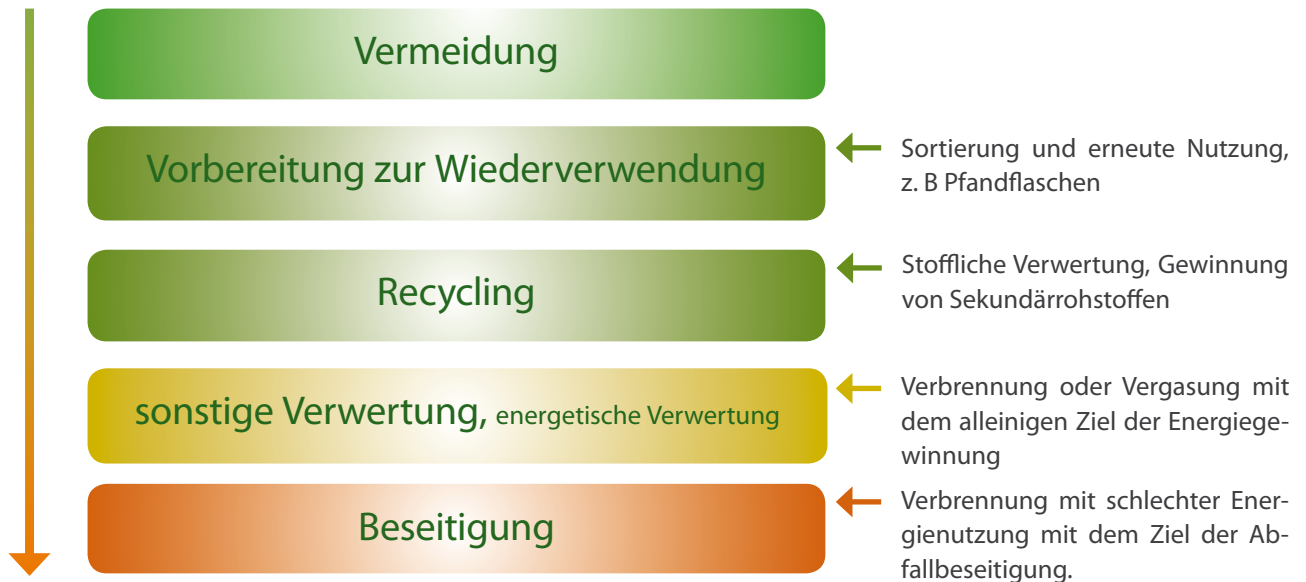 Vermeidung
Vorbereitung zur Wiederverwendung
Sortierung und erneute Nutzung,
z. B Pfandflaschen
Recycling
Stoffliche Verwertung, Gewinnung
von Sekundärrohstoffen
sonstige Verwertung, energetische Verwertung
Verbrennung oder Vergasung mit
dem alleinigen Ziel der Energiege-
winnung
Beseitigung
Verbrennung mit schlechter Ener-
gienutzung mit dem Ziel der Ab-
fallbeseitigung.